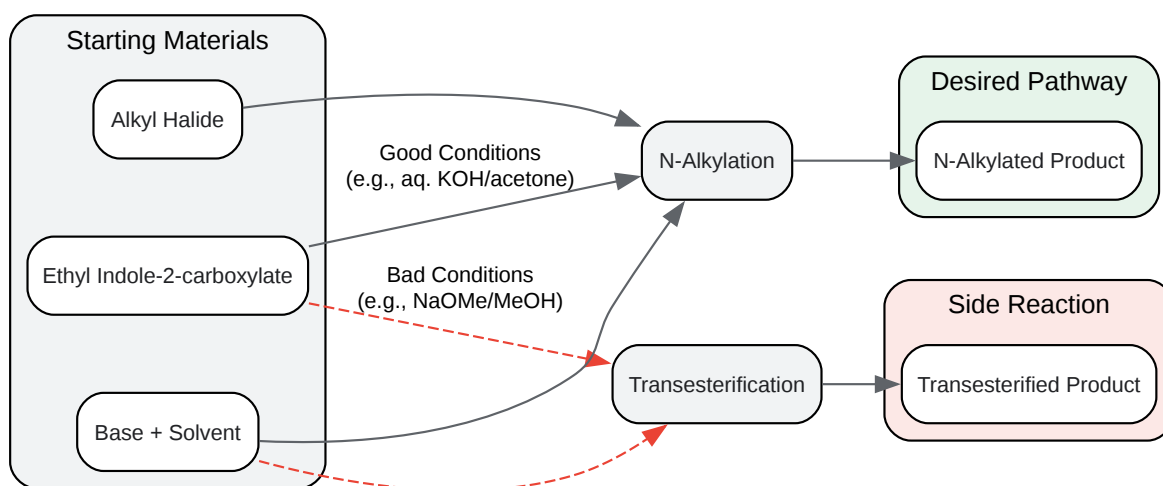 Starting Materials
Alkyl Halide
Ethyl Indole-2-carboxylate
Base + Solvent
Good Conditions
(e.g., aq. KOH/acetone)
Bad Conditions
(e.g., NaOMe/MeOH)
N-Alkylation
Transesterification
Desired Pathway
N-Alkylated Product
Side Reaction
Transesterified Product